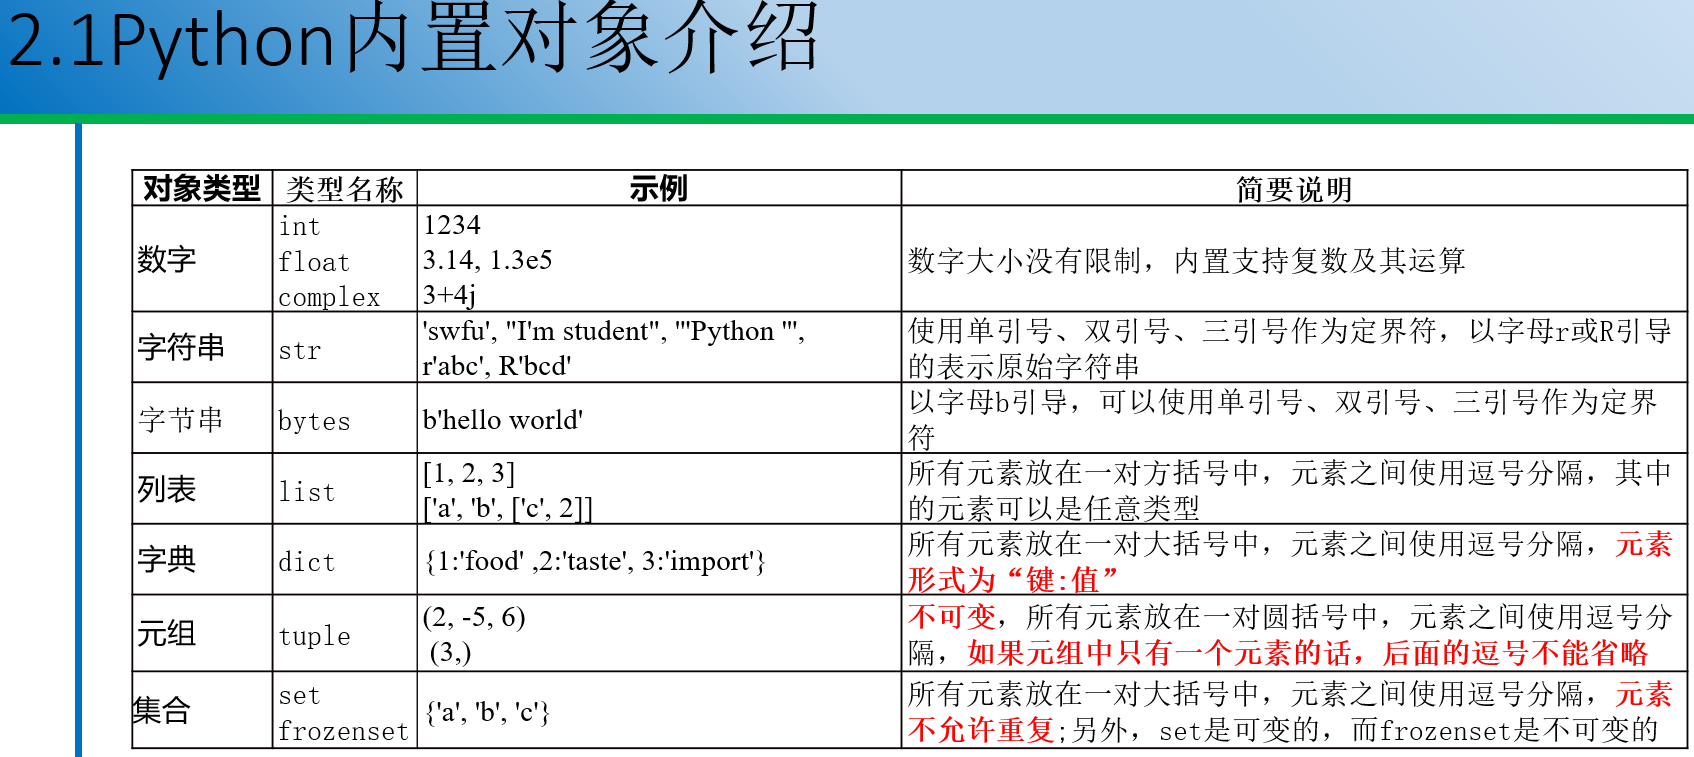 2.1Python内置对象介绍
对象类型 类型名称 示例 简要说明
数字
int
float
complex
1234
3.14, 1.3e5
3+4j
数字大小没有限制，内置支持复数及其运算
字符串
str
'swfu', "I'm student", '''Python ''',
r'abc', R'bcd'
使用单引号、双引号、三引号作为定界符，以字母r或R引导
的表示原始字符串
字节串
bytes
b'hello world'
以字母b引导，可以使用单引号、双引号、三引号作为定界
符
列表
list
[1, 2, 3]
['a', 'b', ['c', 2]]
所有元素放在一对方括号中，元素之间使用逗号分隔，其中
的元素可以是任意类型
字典
dict
{1:'food' ,2:'taste', 3:'import'}
所有元素放在一对大括号中，元素之间使用逗号分隔，元素
形式为“键:值”
元组
tuple
(2, -5, 6)
(3,)
不可变，所有元素放在一对圆括号中，元素之间使用逗号分
隔，如果元组中只有一个元素的话，后面的逗号不能省略
集合
set
frozenset
{'a', 'b', 'c'}
所有元素放在一对大括号中，元素之间使用逗号分隔，元素
不允许重复;另外，set是可变的，而frozenset是不可变的